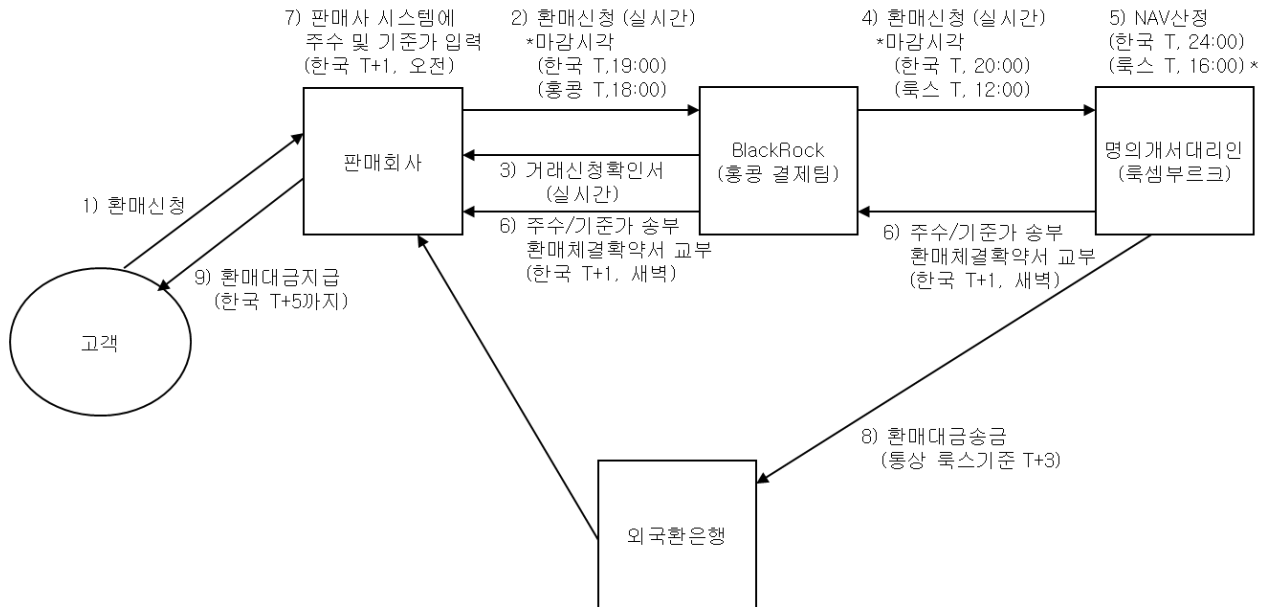 7) 판매사 시스템에
주수 및 기준가 입력
(한국 T+1, 오전)
2) 환매신청 (실시간)
*마감시각
(한국 T,19:00)
(홍콩 T,18:00)
4) 환매신청 (실시간)
*마감시각
(한국 T, 20:00)
(룩스 T, 12:00)
5) NAV산정
(한국 T, 24:00)
(룩스 T, 16:00) *
판매회사
BlackRock
(홍콩 결제팀)
명의개서대리인
(룩셈부르크)
3) 거래신청확인서
(실시간)
1) 환매신청
6) 주수/기준가 송부
환매체결확약서 교부
(한국 T+1, 새벽)
6) 주수/기준가 송부
환매체결확약서 교부
(한국 T+1, 새벽)
9) 환매대금지급
(한국 T+5까지)
고객
8) 환매대금송금
(통상 룩스기준 T+3)
외국환은행